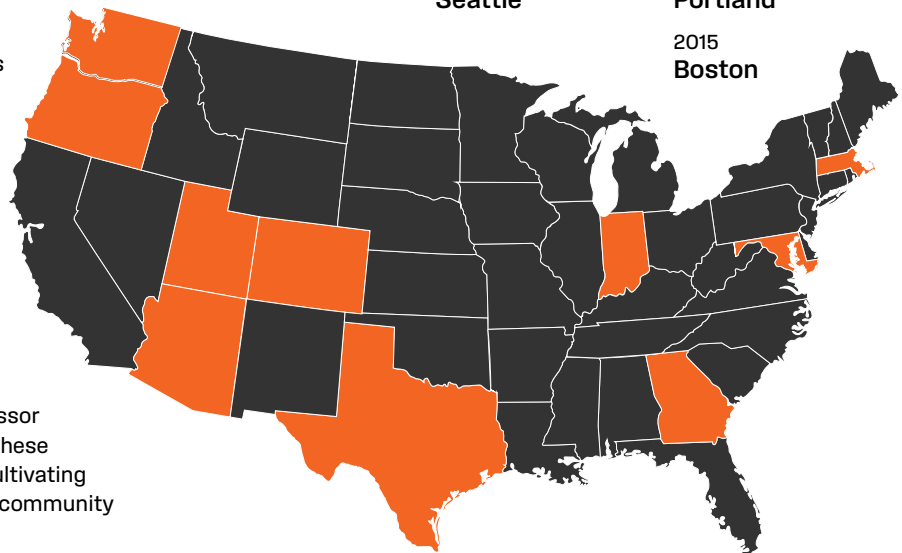 Seattle
Portland
2015
Boston
s
ssor
hese
ultivating
community